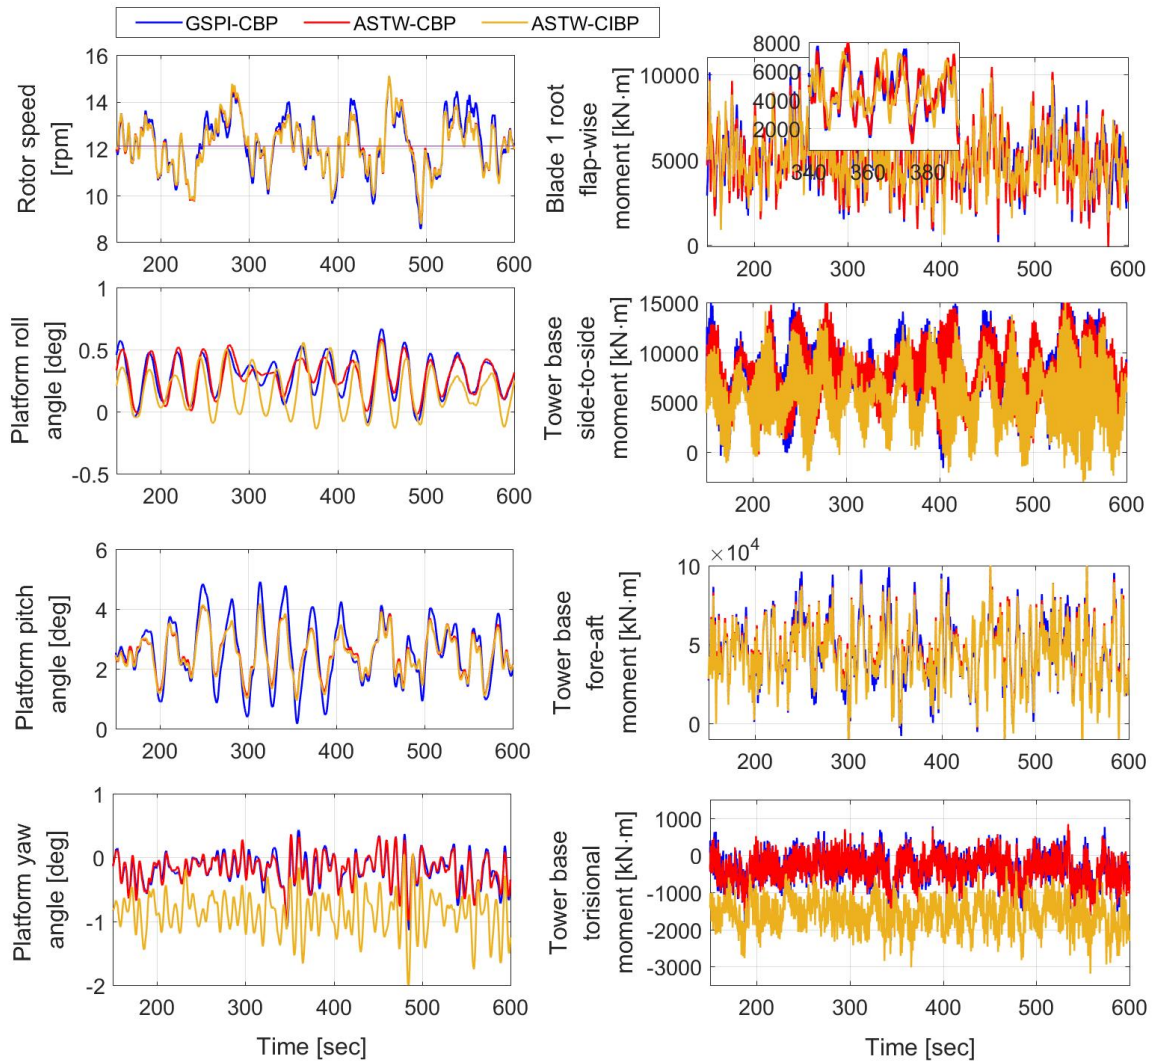 GSPI-CBP ASTW-CBP ASTW-CIBP
Rotor speed
[rpm]
16
14
12
10
8
200 300 400 500 600
Blade 1 root
flap-wise
moment [kN·m]
10000
5000
0
8000
6000
4000
2000
340 360 380
200 300 400 500 600
Platform roll
angle [deg]
1
0.5
0
-0.5
200 300 400 500 600
Tower base
side-to-side
moment [kN·m]
15000
10000
5000
0
200 300 400 500 600
Platform pitch
angle [deg]
6
4
2
0
200 300 400 500 600
Tower base
fore-aft
moment [kN·m]
×10⁴
10
5
0
200 300 400 500 600
Platform yaw
angle [deg]
1
0
-1
-2
200 300 400 500 600
Time [sec]
Tower base
torisional
moment [kN·m]
1000
0
-1000
-2000
-3000
200 300 400 500 600
Time [sec]